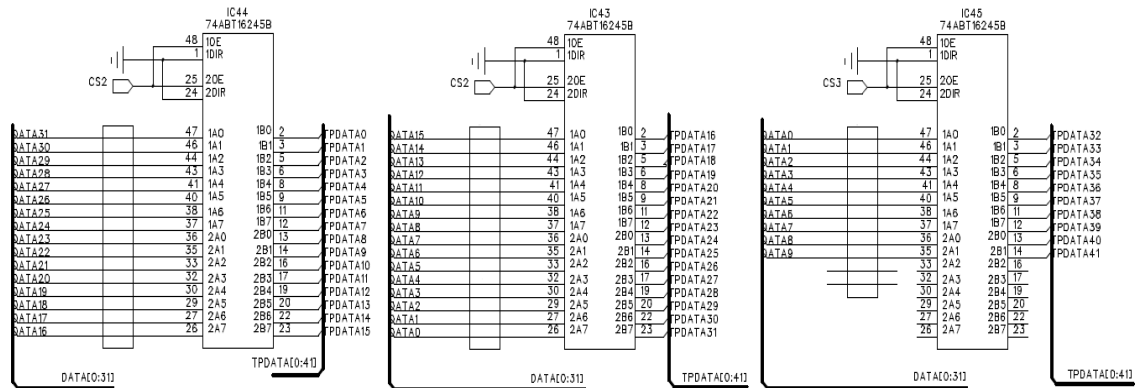 IC44
74ABT16245B
48 1OE
1 1DIR
CS2 25 2OE
24 2DIR
DATA31 47 1A0 1B0 2 TPDATA0
DATA30 46 1A1 1B1 3 TPDATA1
DATA29 44 1A2 1B2 5 TPDATA2
DATA28 43 1A3 1B3 6 TPDATA3
DATA27 41 1A4 1B4 8 TPDATA4
DATA26 40 1A5 1B5 9 TPDATA5
DATA25 38 1A6 1B6 11 TPDATA6
DATA24 37 1A7 1B7 12 TPDATA7
DATA23 36 2A0 2B0 13 TPDATA8
DATA22 35 2A1 2B1 14 TPDATA9
DATA21 33 2A2 2B2 16 TPDATA10
DATA20 32 2A3 2B3 17 TPDATA11
DATA19 30 2A4 2B4 19 TPDATA12
DATA18 29 2A5 2B5 20 TPDATA13
DATA17 27 2A6 2B6 22 TPDATA14
DATA16 26 2A7 2B7 23 TPDATA15
TPDATA[0:41]
DATA[0:31]
IC43
74ABT16245B
48 1OE
1 1DIR
CS2 25 2OE
24 2DIR
DATA15 47 1A0 1B0 2 TPDATA16
DATA14 46 1A1 1B1 3 TPDATA17
DATA13 44 1A2 1B2 5 TPDATA18
DATA12 43 1A3 1B3 6 TPDATA19
DATA11 41 1A4 1B4 8 TPDATA20
DATA10 40 1A5 1B5 9 TPDATA21
DATA9 38 1A6 1B6 11 TPDATA22
DATA8 37 1A7 1B7 12 TPDATA23
DATA7 36 2A0 2B0 13 TPDATA24
DATA6 35 2A1 2B1 14 TPDATA25
DATA5 33 2A2 2B2 16 TPDATA26
DATA4 32 2A3 2B3 17 TPDATA27
DATA3 30 2A4 2B4 19 TPDATA28
DATA2 29 2A5 2B5 20 TPDATA29
DATA1 27 2A6 2B6 22 TPDATA30
DATA0 26 2A7 2B7 23 TPDATA31
DATA[0:31] TPDATA[0:41]
IC45
74ABT16245B
48 1OE
1 1DIR
CS3 25 2OE
24 2DIR
DATA0 47 1A0 1B0 2 TPDATA32
DATA1 46 1A1 1B1 3 TPDATA33
DATA2 44 1A2 1B2 5 TPDATA34
DATA3 43 1A3 1B3 6 TPDATA35
DATA4 41 1A4 1B4 8 TPDATA36
DATA5 40 1A5 1B5 9 TPDATA37
DATA6 38 1A6 1B6 11 TPDATA38
DATA7 37 1A7 1B7 12 TPDATA39
DATA8 36 2A0 2B0 13 TPDATA40
DATA9 35 2A1 2B1 14 TPDATA41
33 2A2 2B2 16
32 2A3 2B3 17
30 2A4 2B4 19
29 2A5 2B5 20
27 2A6 2B6 22
26 2A7 2B7 23
DATA[0:31] TPDATA[0:41]